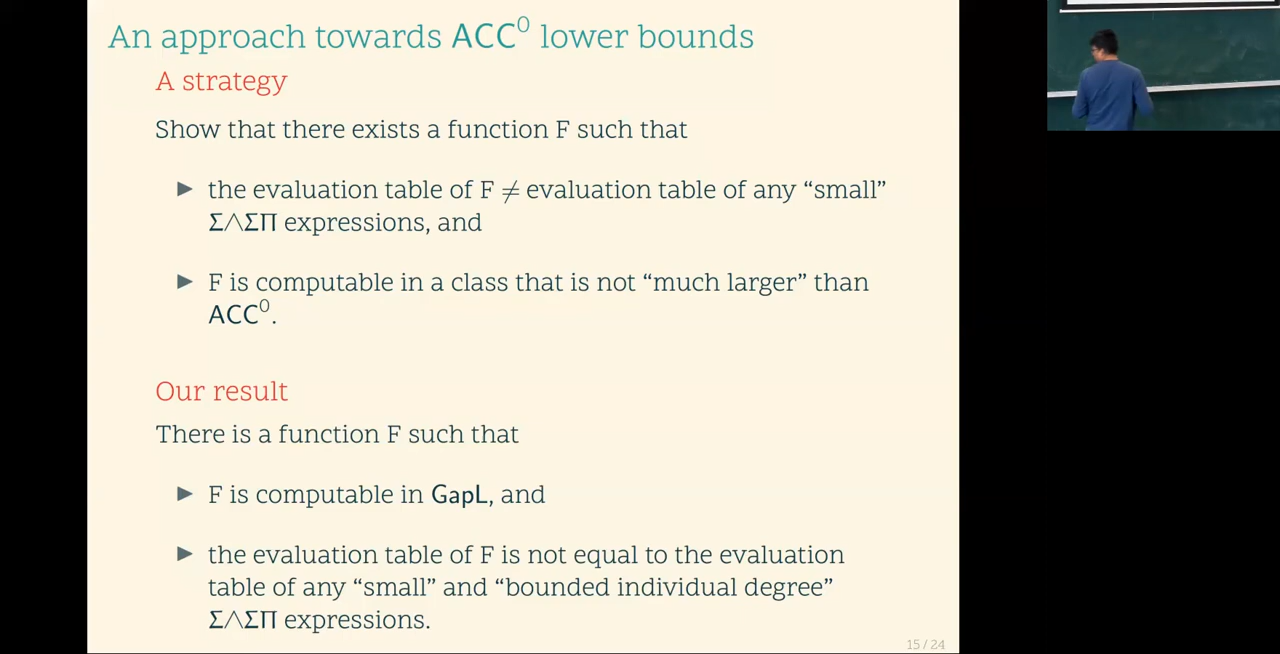 An approach towards ACC⁰ lower bounds
A strategy
Show that there exists a function F such that
▶ the evaluation table of F ≠ evaluation table of any “small”
Σ∧ΣΠ expressions, and
▶ F is computable in a class that is not “much larger” than
ACC⁰.
Our result
There is a function F such that
▶ F is computable in GapL, and
▶ the evaluation table of F is not equal to the evaluation
table of any “small” and “bounded individual degree”
Σ∧ΣΠ expressions.
15 / 24